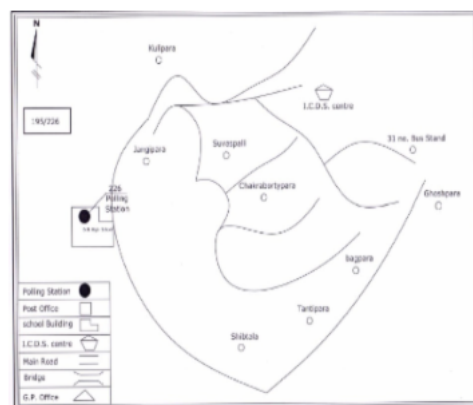 N
Kulipara
195/226
I.C.D.S. centre
Jungipara
Suraspall
31 no. Bus Stand
226
Polling
Station
Chakrabortypara
Ghoshpara
bagpara
Tantipara
Shibtala
Polling Station
Post Office
school Building
I.C.D.S. centre
Main Road
Bridge
G.P. Office